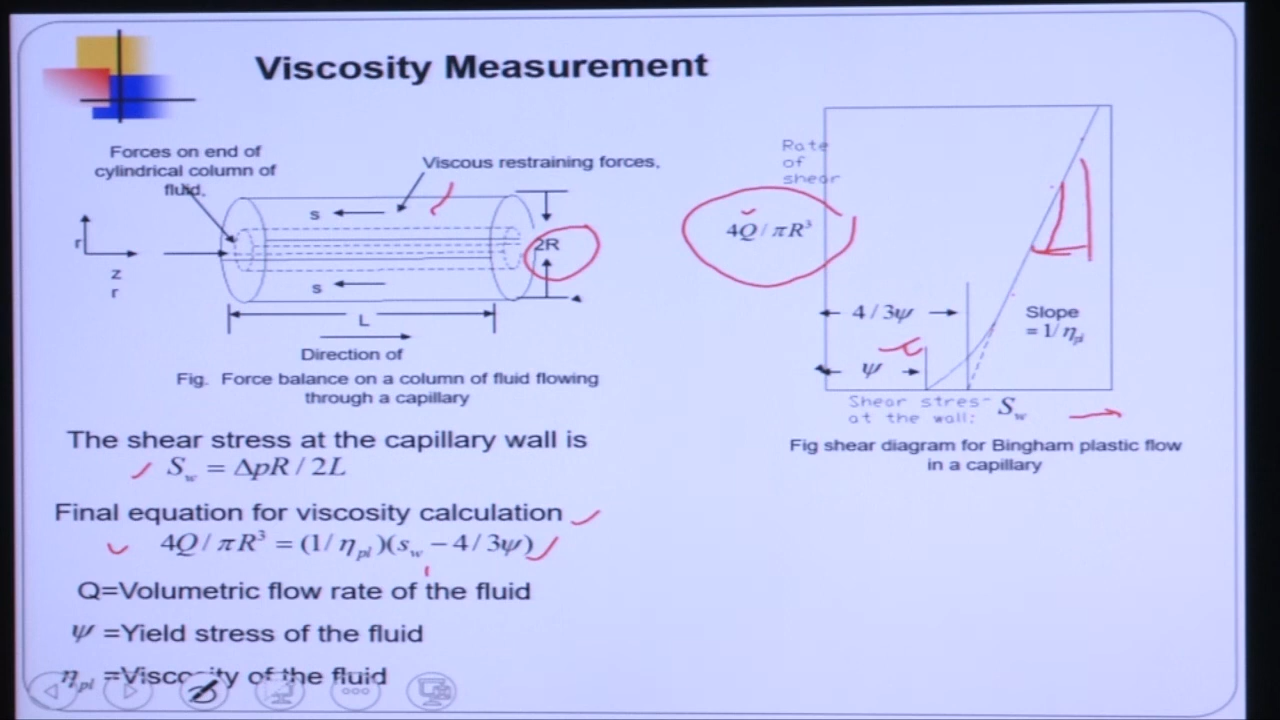 Viscosity Measurement
Forces on end of
cylindrical column of
fluid.
Viscous restraining forces,
s
s
r
z
r
2R
L
Direction of
Fig. Force balance on a column of fluid flowing
through a capillary
The shear stress at the capillary wall is
S_w = ΔpR / 2L
Final equation for viscosity calculation
4Q / πR³ = (1/ η_pl)(s_w − 4/3ψ)
Q=Volumetric flow rate of the fluid
ψ =Yield stress of the fluid
η_pl =Viscosity of the fluid
Rate
of
shear
4Q / πR³
4 / 3ψ
ψ
Slope
= 1/ η_pl
Shear stres-
at the wall: S_w
Fig shear diagram for Bingham plastic flow
in a capillary